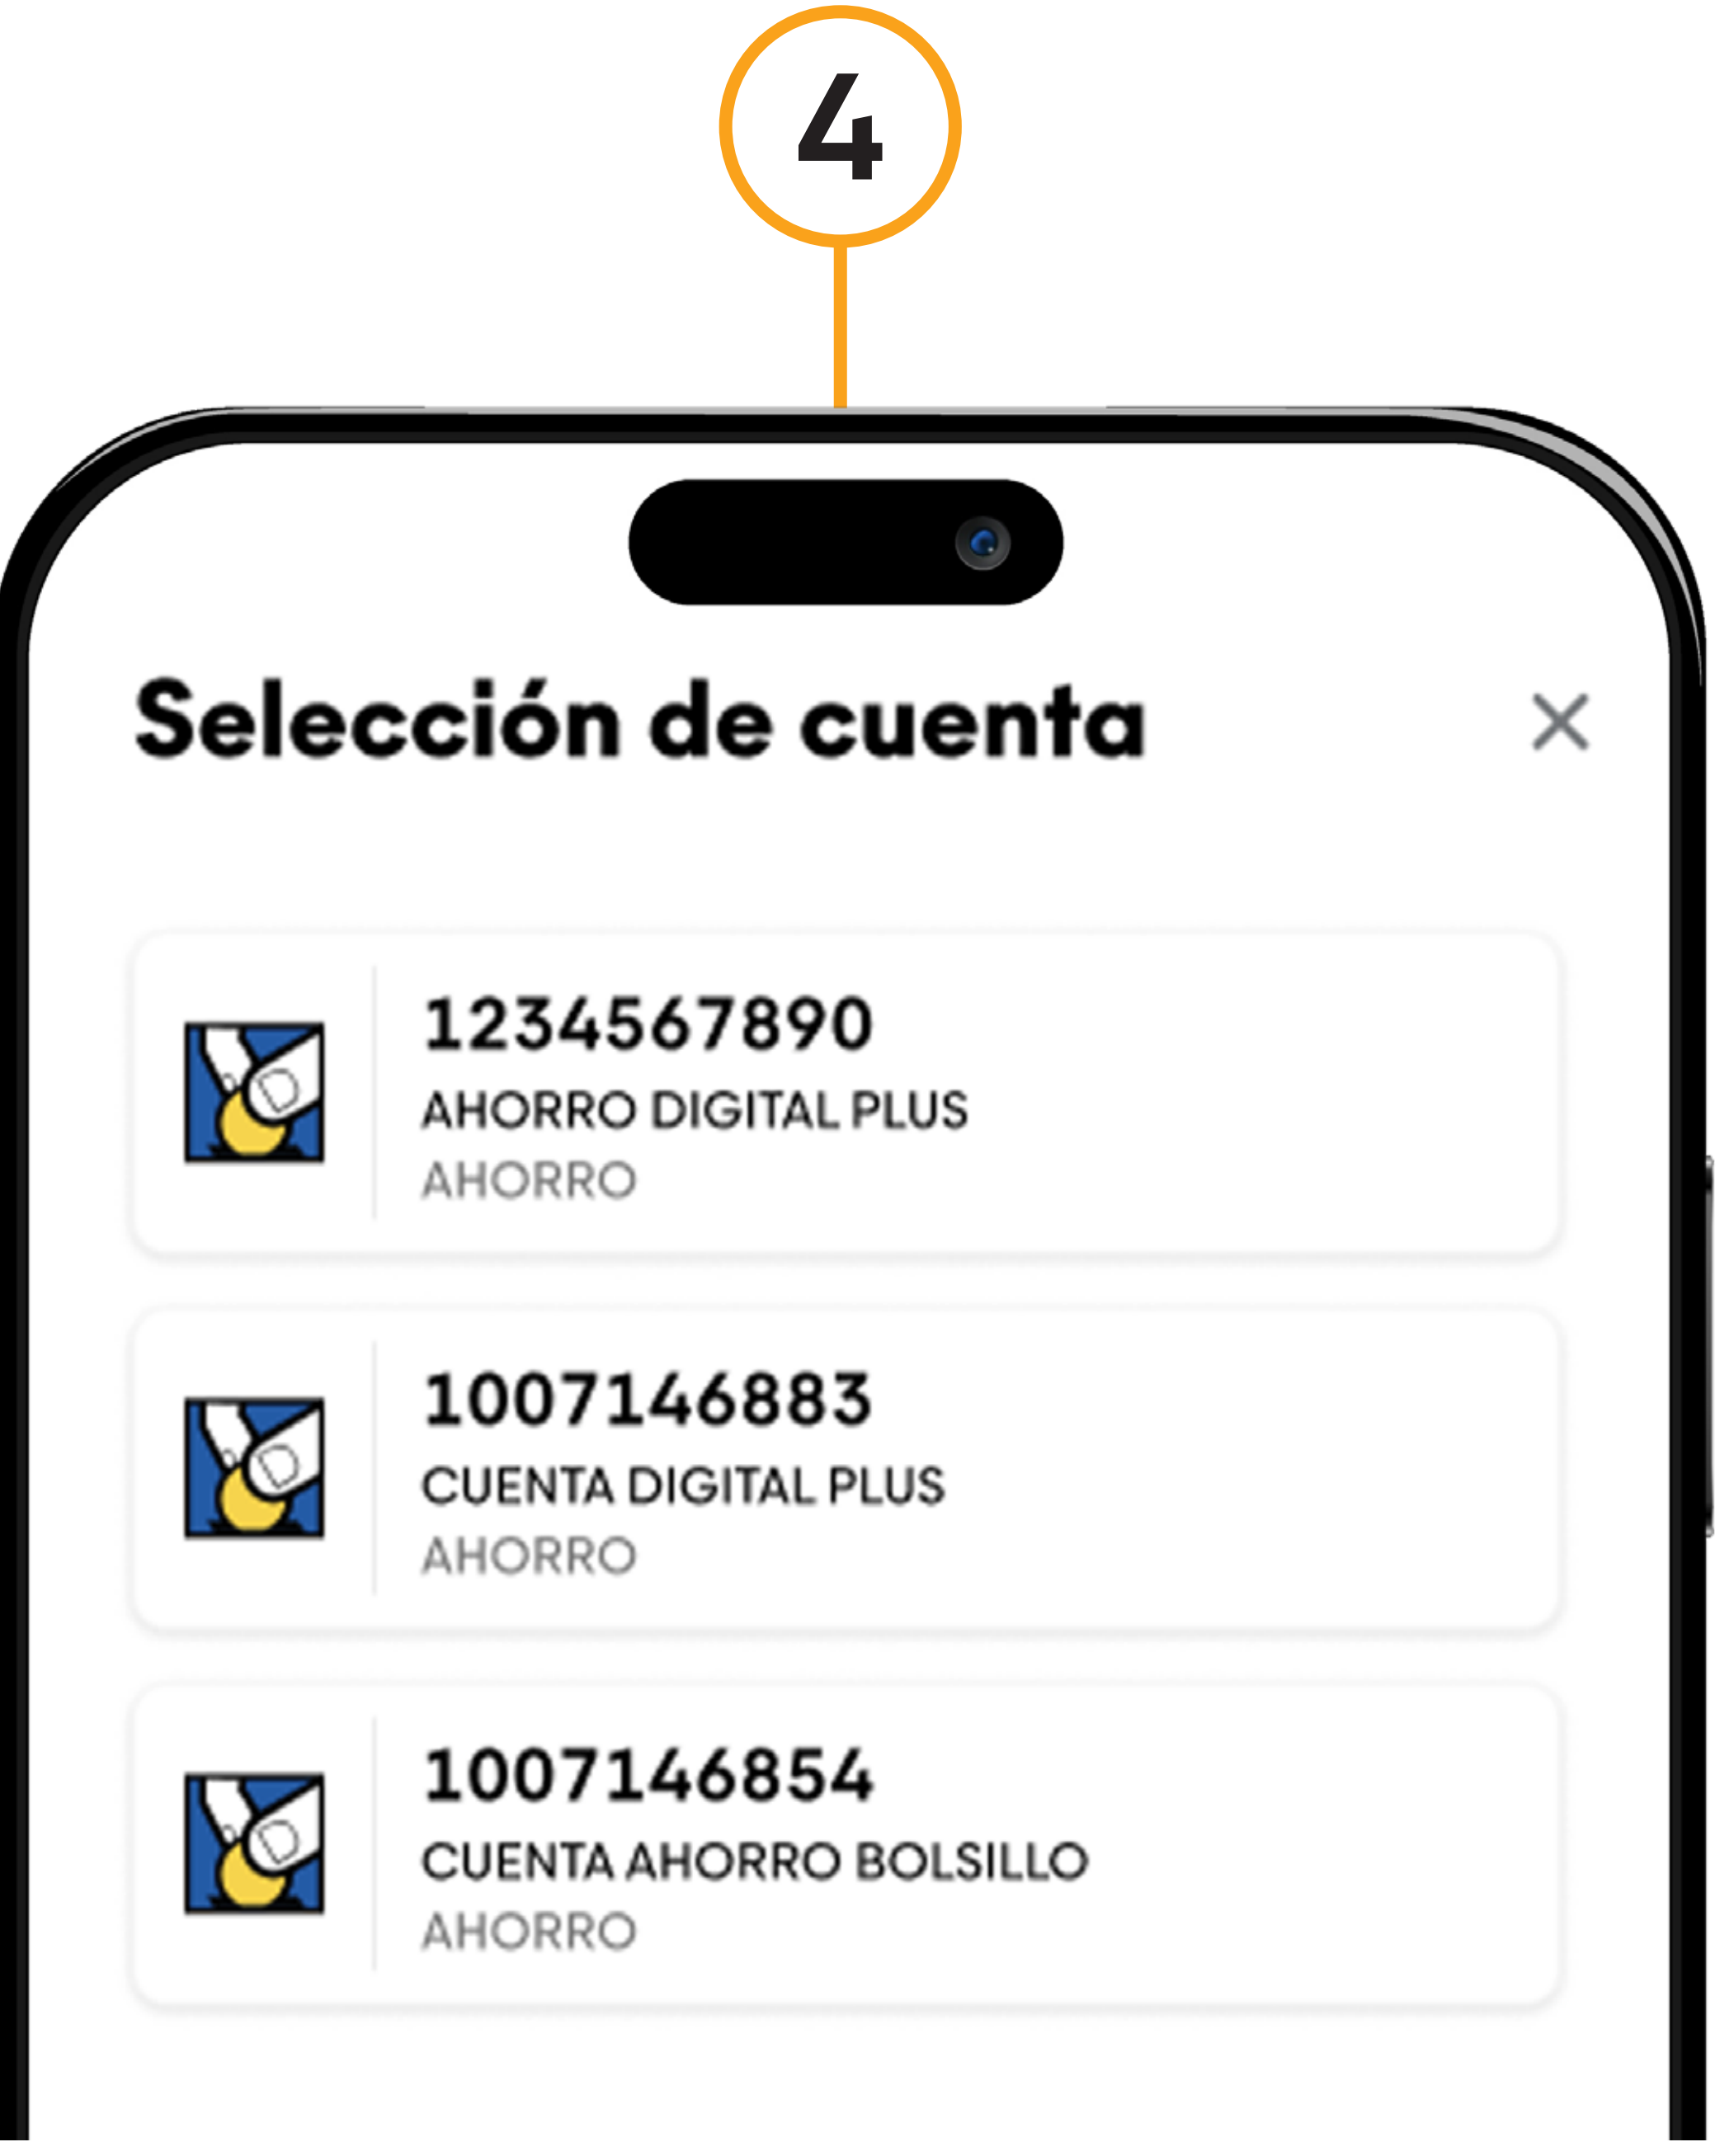 4
Selección de cuenta
1234567890
AHORRO DIGITAL PLUS
AHORRO
1007146883
CUENTA DIGITAL PLUS
AHORRO
1007146854
CUENTA AHORRO BOLSILLO
AHORRO